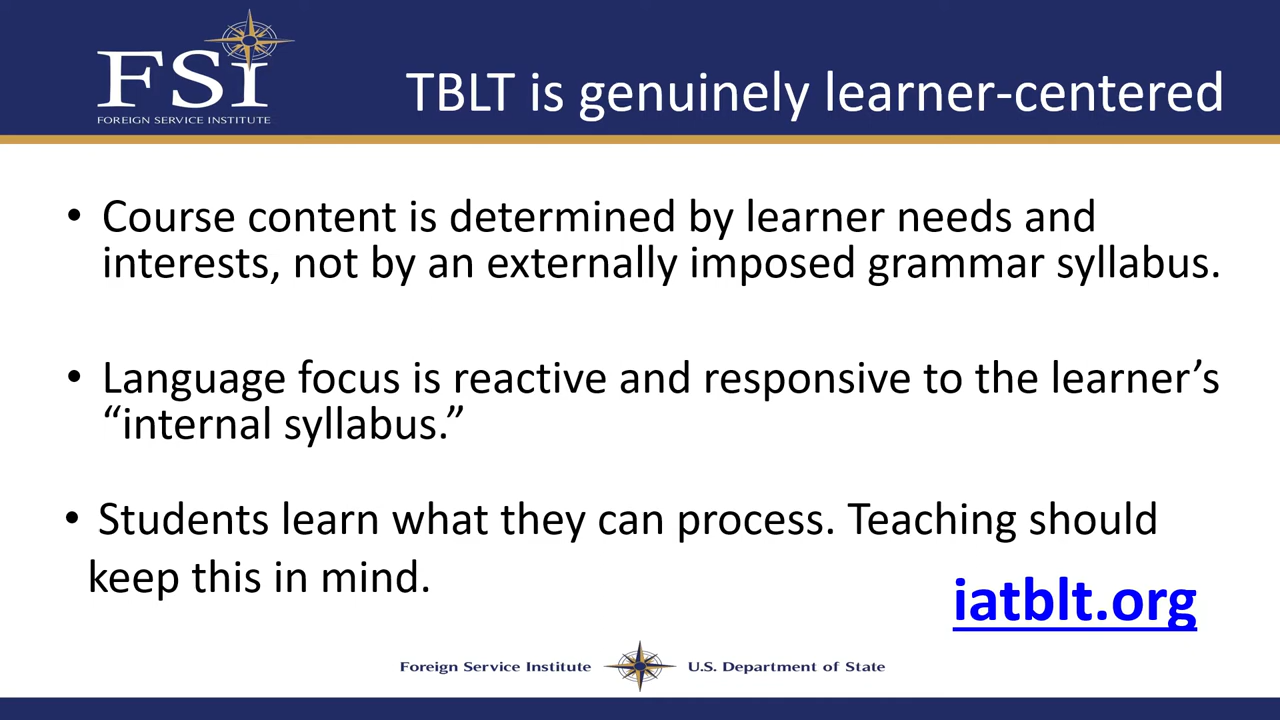 FSI
FOREIGN SERVICE INSTITUTE
TBLT is genuinely learner-centered
• Course content is determined by learner needs and
interests, not by an externally imposed grammar syllabus.
• Language focus is reactive and responsive to the learner’s
“internal syllabus.”
• Students learn what they can process. Teaching should
keep this in mind.
iatblt.org
Foreign Service Institute U.S. Department of State